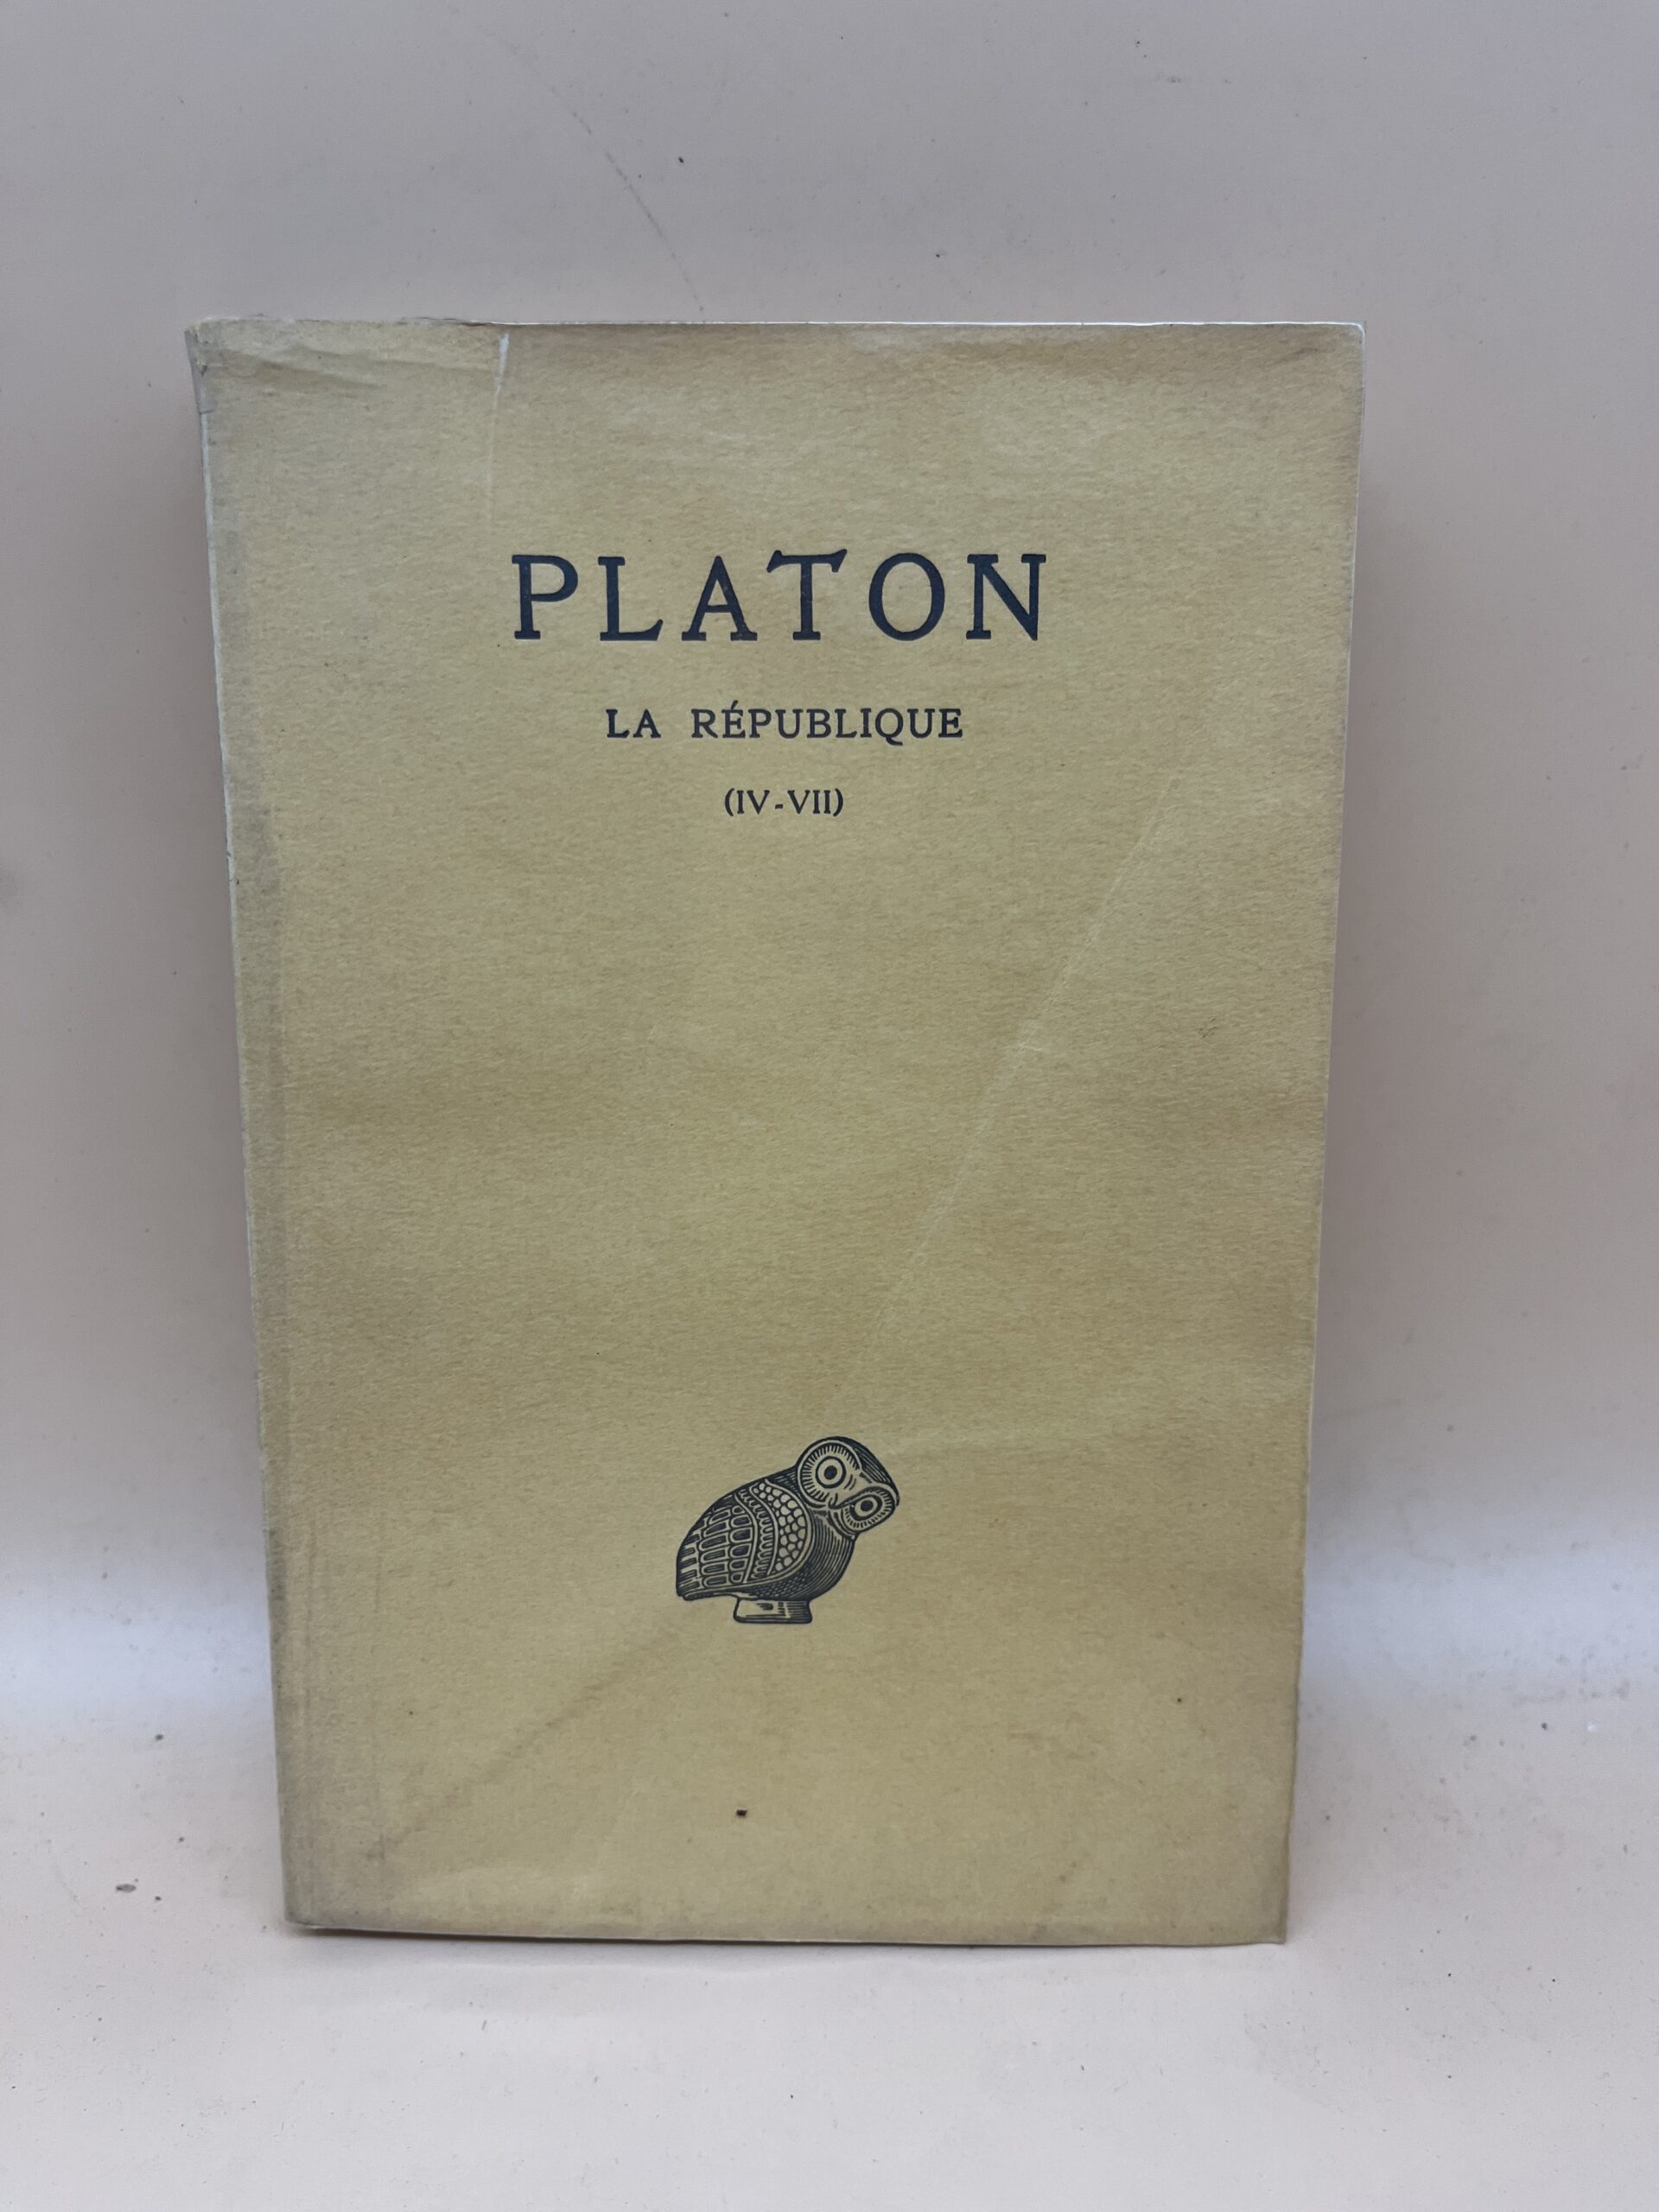 PLATON
LA RÉPUBLIQUE
(IV-VII)